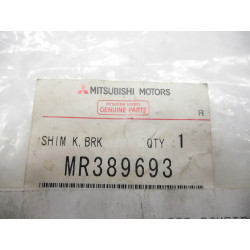 MITSUBISHI MOTORS
GENUINE PARTS
R
SHIM K, BRK QTY 1
MR389693